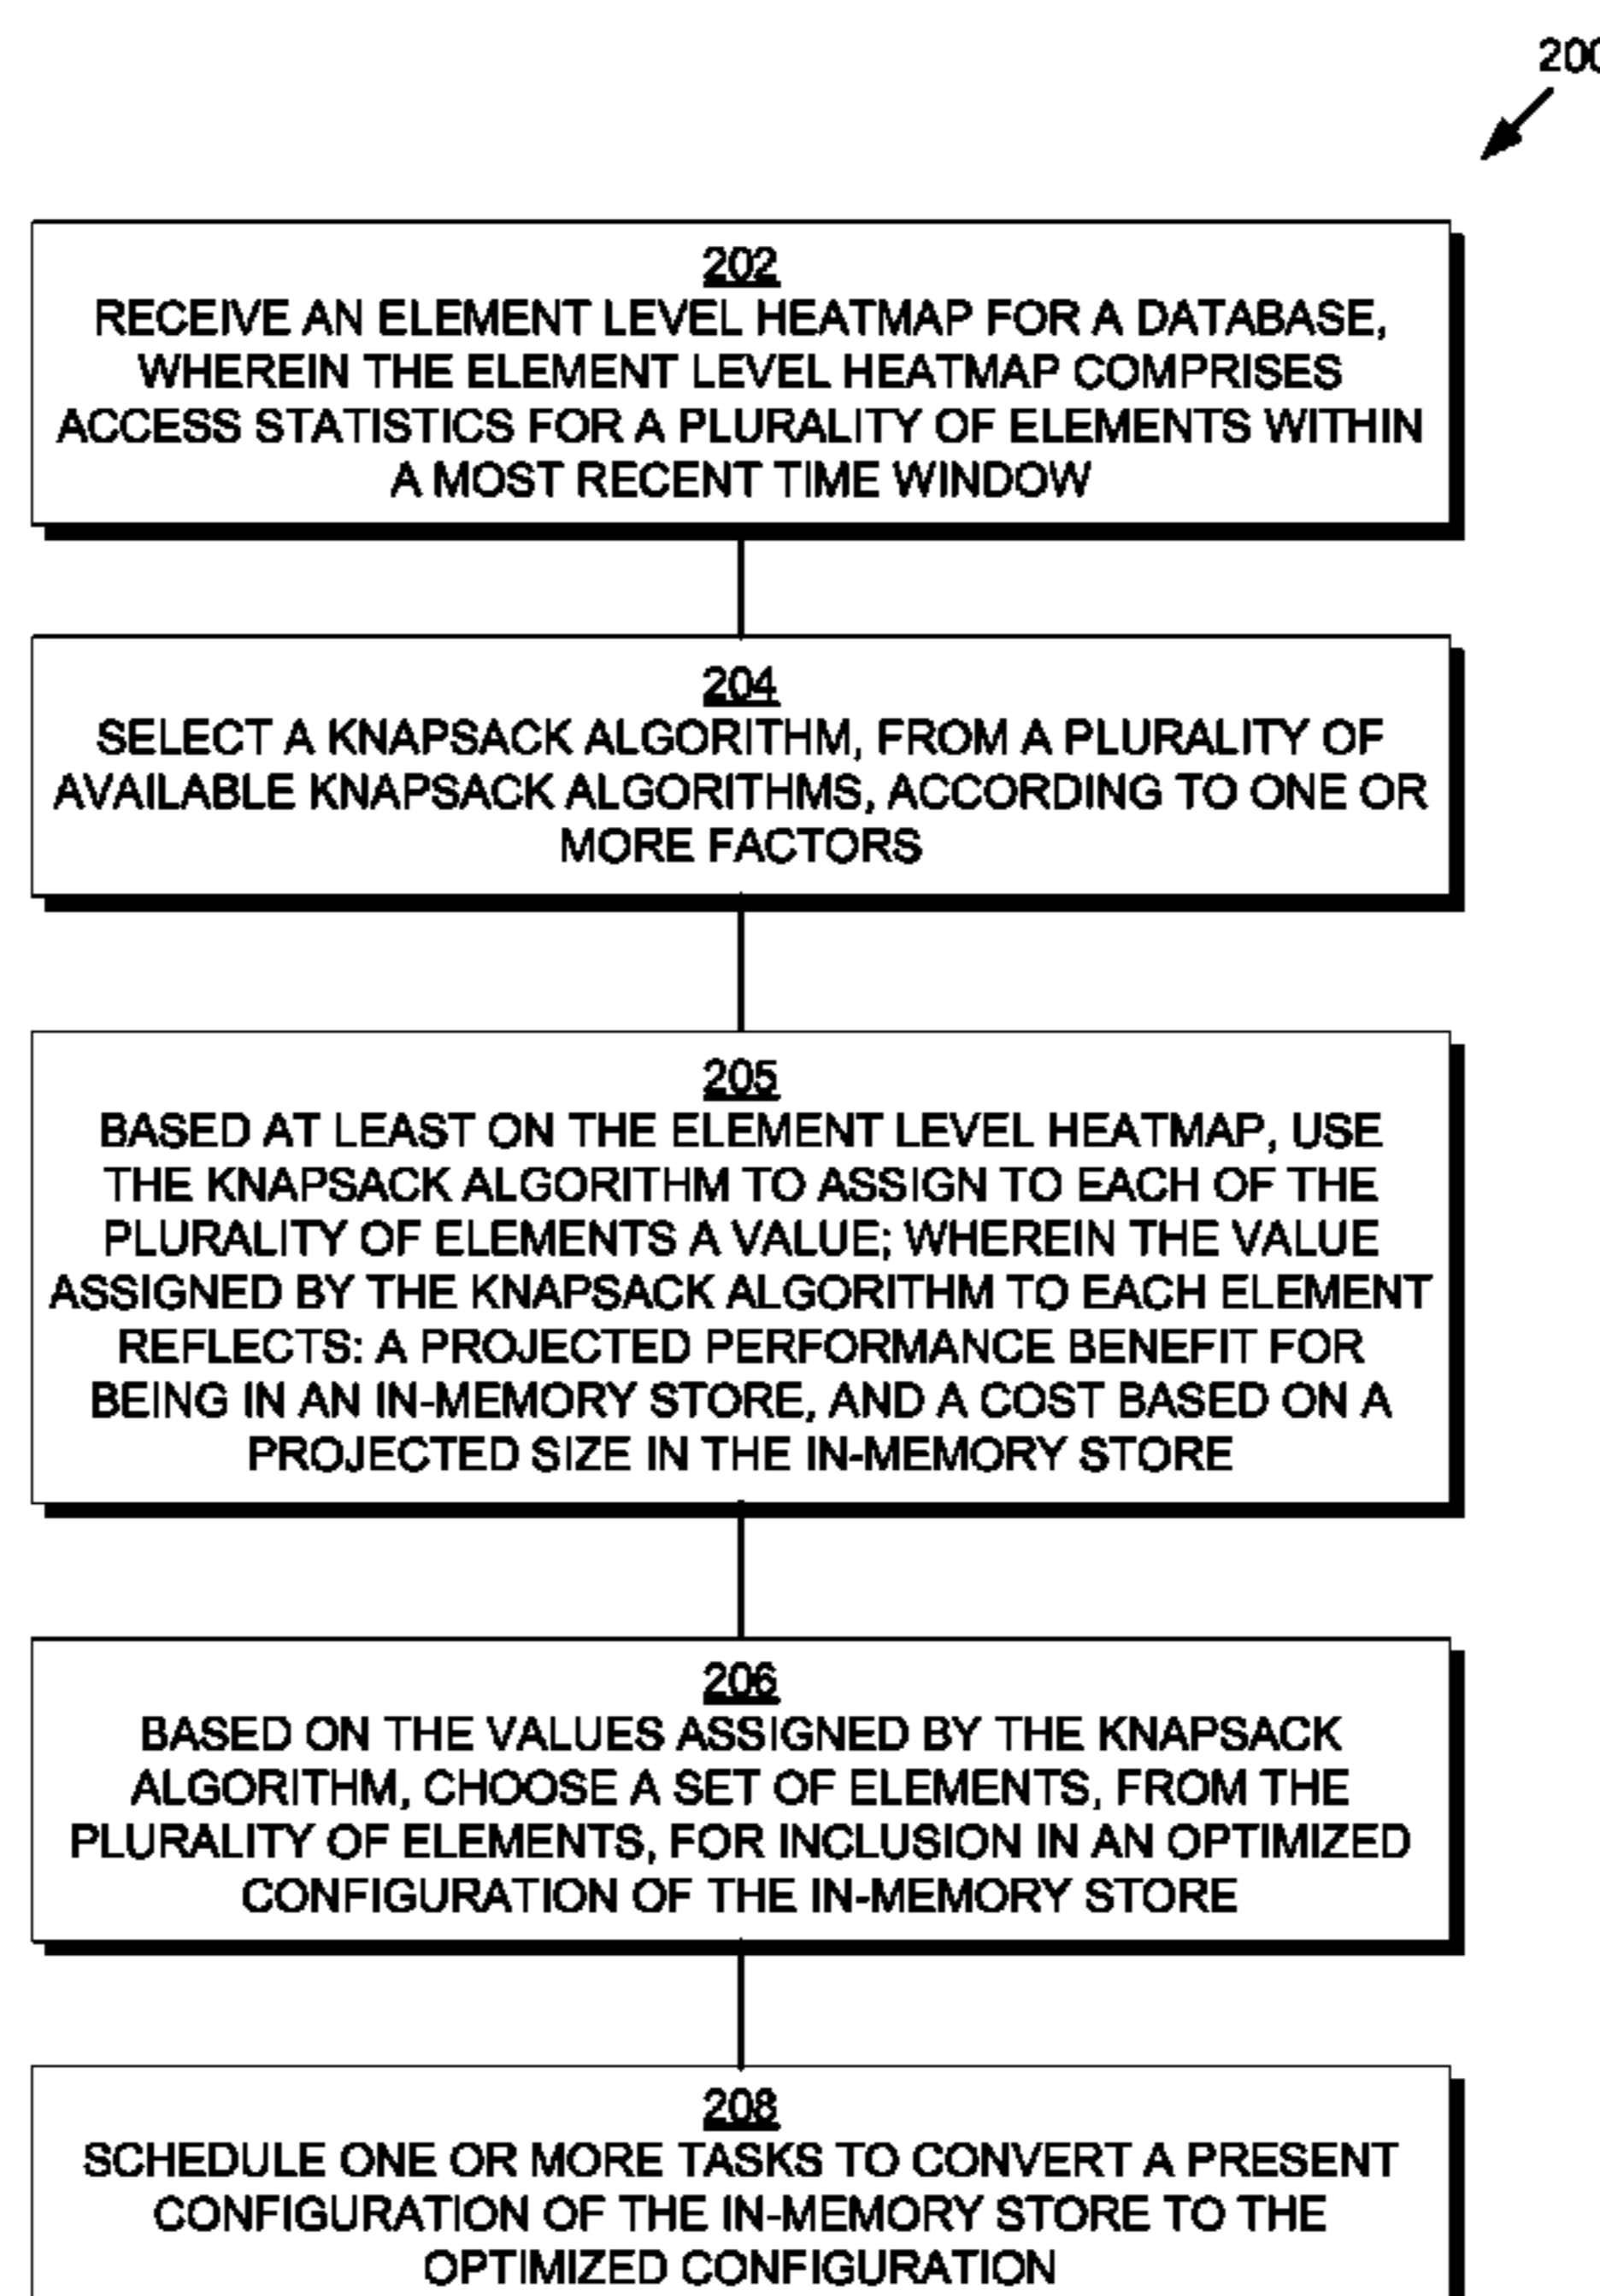 200
202
RECEIVE AN ELEMENT LEVEL HEATMAP FOR A DATABASE,
WHEREIN THE ELEMENT LEVEL HEATMAP COMPRISES
ACCESS STATISTICS FOR A PLURALITY OF ELEMENTS WITHIN
A MOST RECENT TIME WINDOW
204
SELECT A KNAPSACK ALGORITHM, FROM A PLURALITY OF
AVAILABLE KNAPSACK ALGORITHMS, ACCORDING TO ONE OR
MORE FACTORS
205
BASED AT LEAST ON THE ELEMENT LEVEL HEATMAP, USE
THE KNAPSACK ALGORITHM TO ASSIGN TO EACH OF THE
PLURALITY OF ELEMENTS A VALUE; WHEREIN THE VALUE
ASSIGNED BY THE KNAPSACK ALGORITHM TO EACH ELEMENT
REFLECTS: A PROJECTED PERFORMANCE BENEFIT FOR
BEING IN AN IN-MEMORY STORE, AND A COST BASED ON A
PROJECTED SIZE IN THE IN-MEMORY STORE
206
BASED ON THE VALUES ASSIGNED BY THE KNAPSACK
ALGORITHM, CHOOSE A SET OF ELEMENTS, FROM THE
PLURALITY OF ELEMENTS, FOR INCLUSION IN AN OPTIMIZED
CONFIGURATION OF THE IN-MEMORY STORE
208
SCHEDULE ONE OR MORE TASKS TO CONVERT A PRESENT
CONFIGURATION OF THE IN-MEMORY STORE TO THE
OPTIMIZED CONFIGURATION